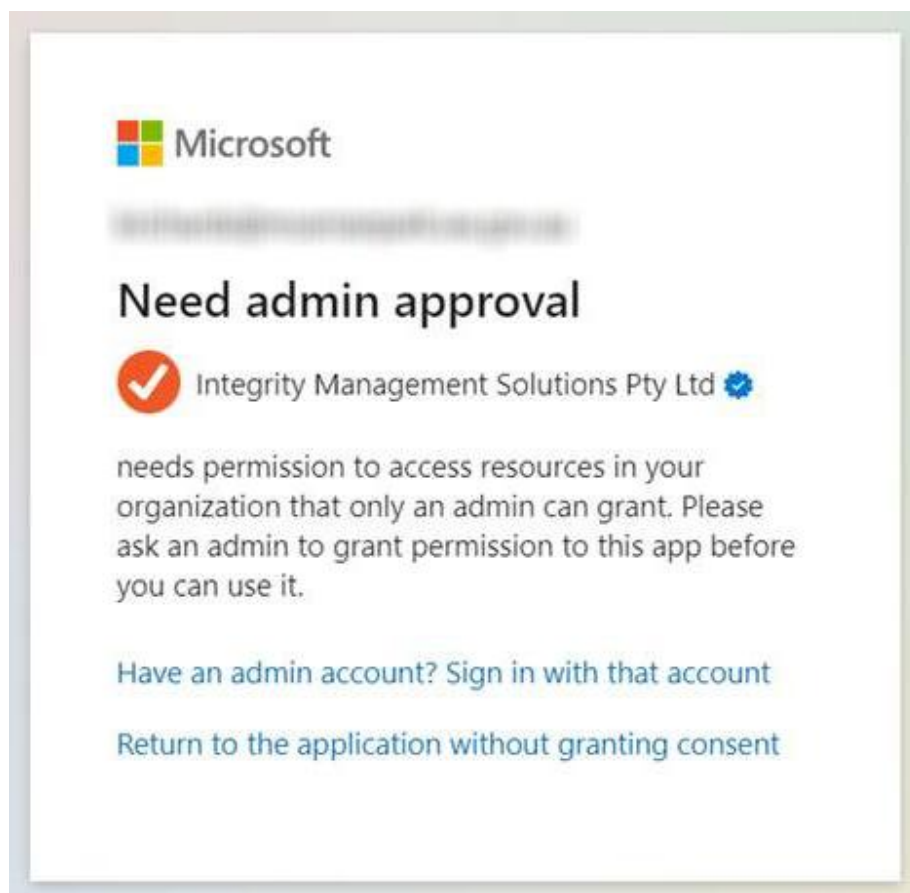 Microsoft
Need admin approval
Integrity Management Solutions Pty Ltd
needs permission to access resources in your
organization that only an admin can grant. Please
ask an admin to grant permission to this app before
you can use it.
Have an admin account? Sign in with that account
Return to the application without granting consent